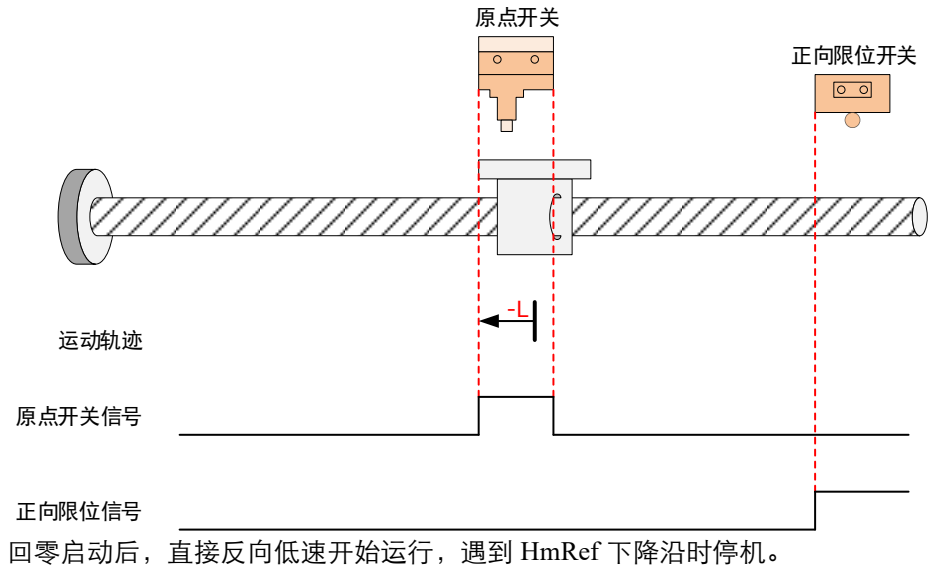 原点开关
正向限位开关
-L
运动轨迹
原点开关信号
正向限位信号
回零启动后，直接反向低速开始运行，遇到 HmRef 下降沿时停机。